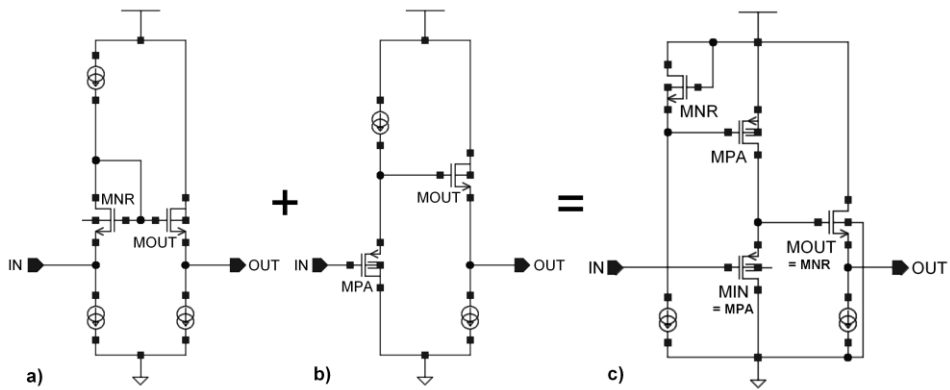 MNR
MOUT
IN
OUT
a)
+
MOUT
IN
MPA
OUT
b)
=
MNR
MPA
IN
MOUT
= MNR
MIN
= MPA
OUT
c)